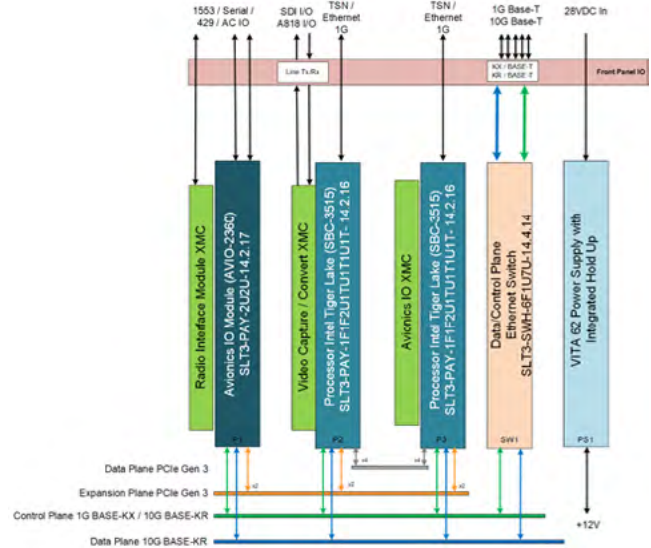 1553 / Serial /
429 / AC IO
SDI I/O
A818 I/O
TSN /
Ethernet
1G
TSN /
Ethernet
1G
1G Base-T
10G Base-T
28VDC In
Line Tx/Rx
KX / BASE-T
KR / BASE-T
Front Panel IO
Radio Interface Module XMC
Avionics IO Module (AVIO-2360)
SLT3-PAY-2U2U-14.2.17
Video Capture / Convert XMC
Processor Intel Tiger Lake (SBC-3515)
SLT3-PAY-1F1F2U1TU1T1U1T- 14.2.16
Avionics IO XMC
Processor Intel Tiger Lake (SBC-3515)
SLT3-PAY-1F1F2U1TU1T1U1T-14.2.16
Data/Control Plane
Ethernet Switch
SLT3-SWH-6F1U7U-14.4.14
VITA 62 Power Supply with
Integrated Hold Up
P1
P2
P3
SW1
PS1
x4
x4
Data Plane PCIe Gen 3
x2
x2
x2
Expansion Plane PCIe Gen 3
Control Plane 1G BASE-KX / 10G BASE-KR
+12V
Data Plane 10G BASE-KR